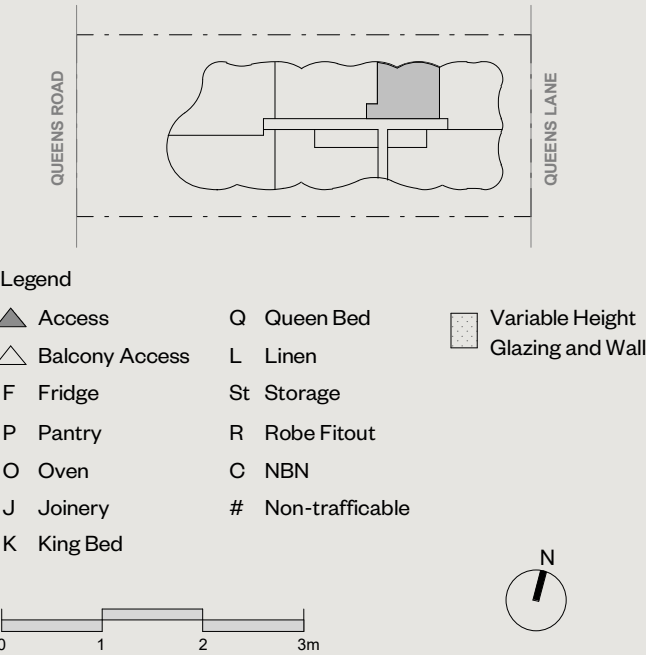 QUEENS ROAD
QUEENS LANE
Legend
Access
Balcony Access
F Fridge
P Pantry
O Oven
J Joinery
K King Bed
Q Queen Bed
L Linen
St Storage
R Robe Fitout
C NBN
# Non-trafficable
Variable Height
Glazing and Wall
N
0 1 2 3m